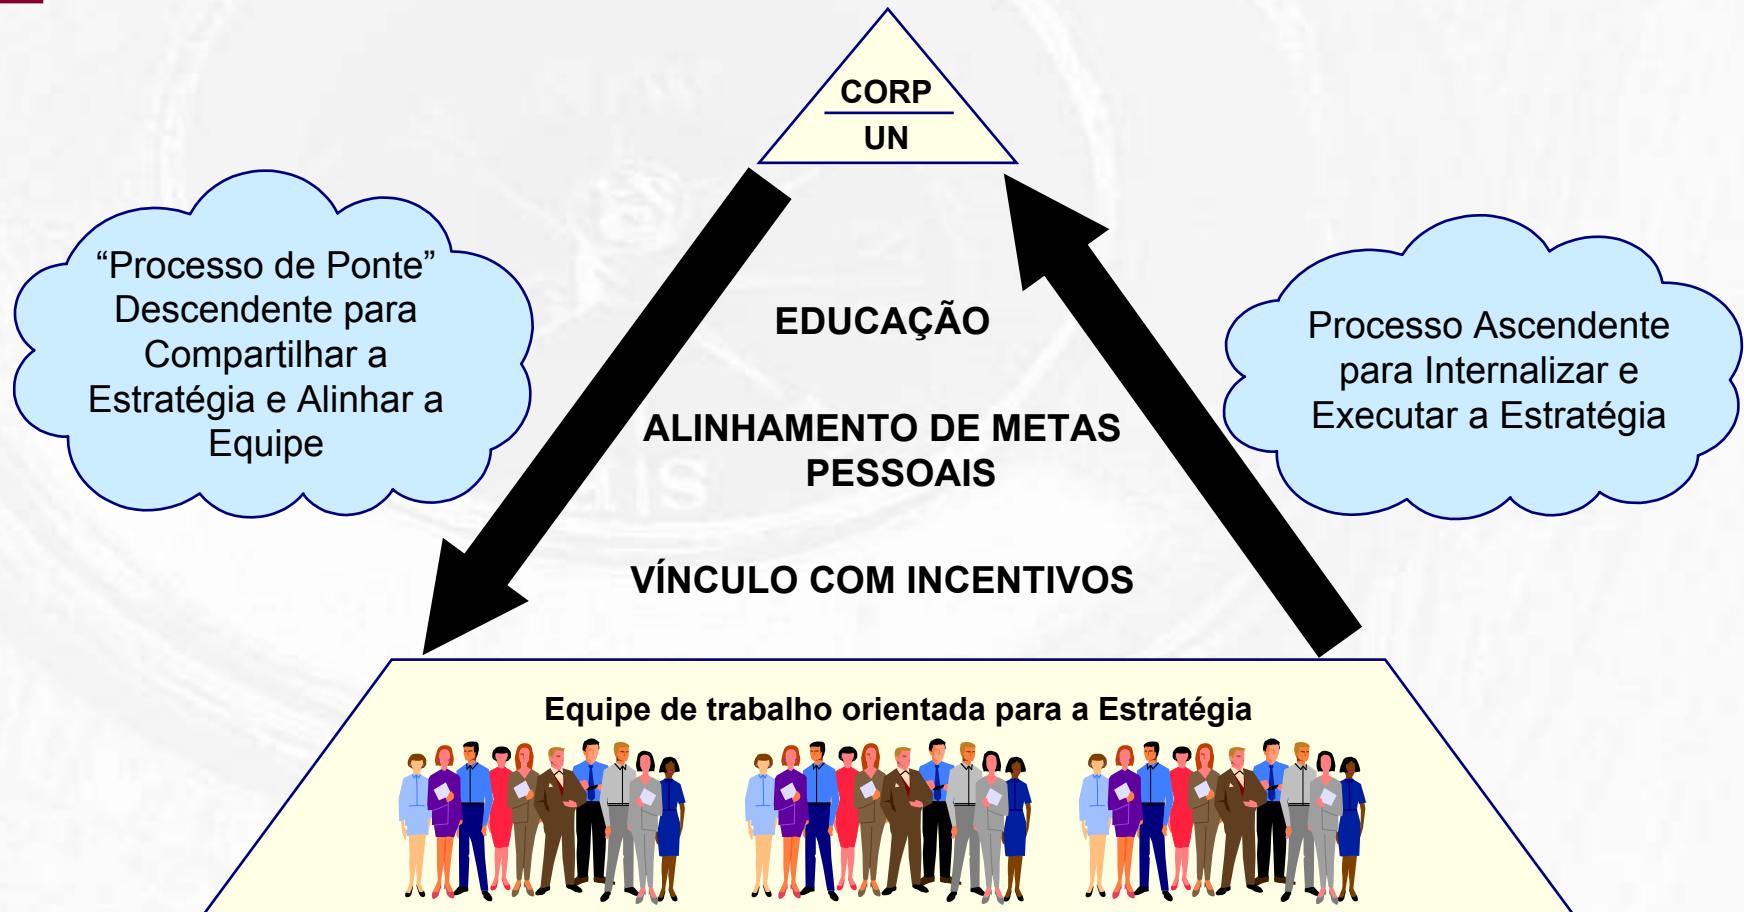 CORP
UN
“Processo de Ponte”
Descendente para
Compartilhar a
Estratégia e Alinhar a
Equipe
EDUCAÇÃO
ALINHAMENTO DE METAS
PESSOAIS
VÍNCULO COM INCENTIVOS
Processo Ascendente
para Internalizar e
Executar a Estratégia
Equipe de trabalho orientada para a Estratégia